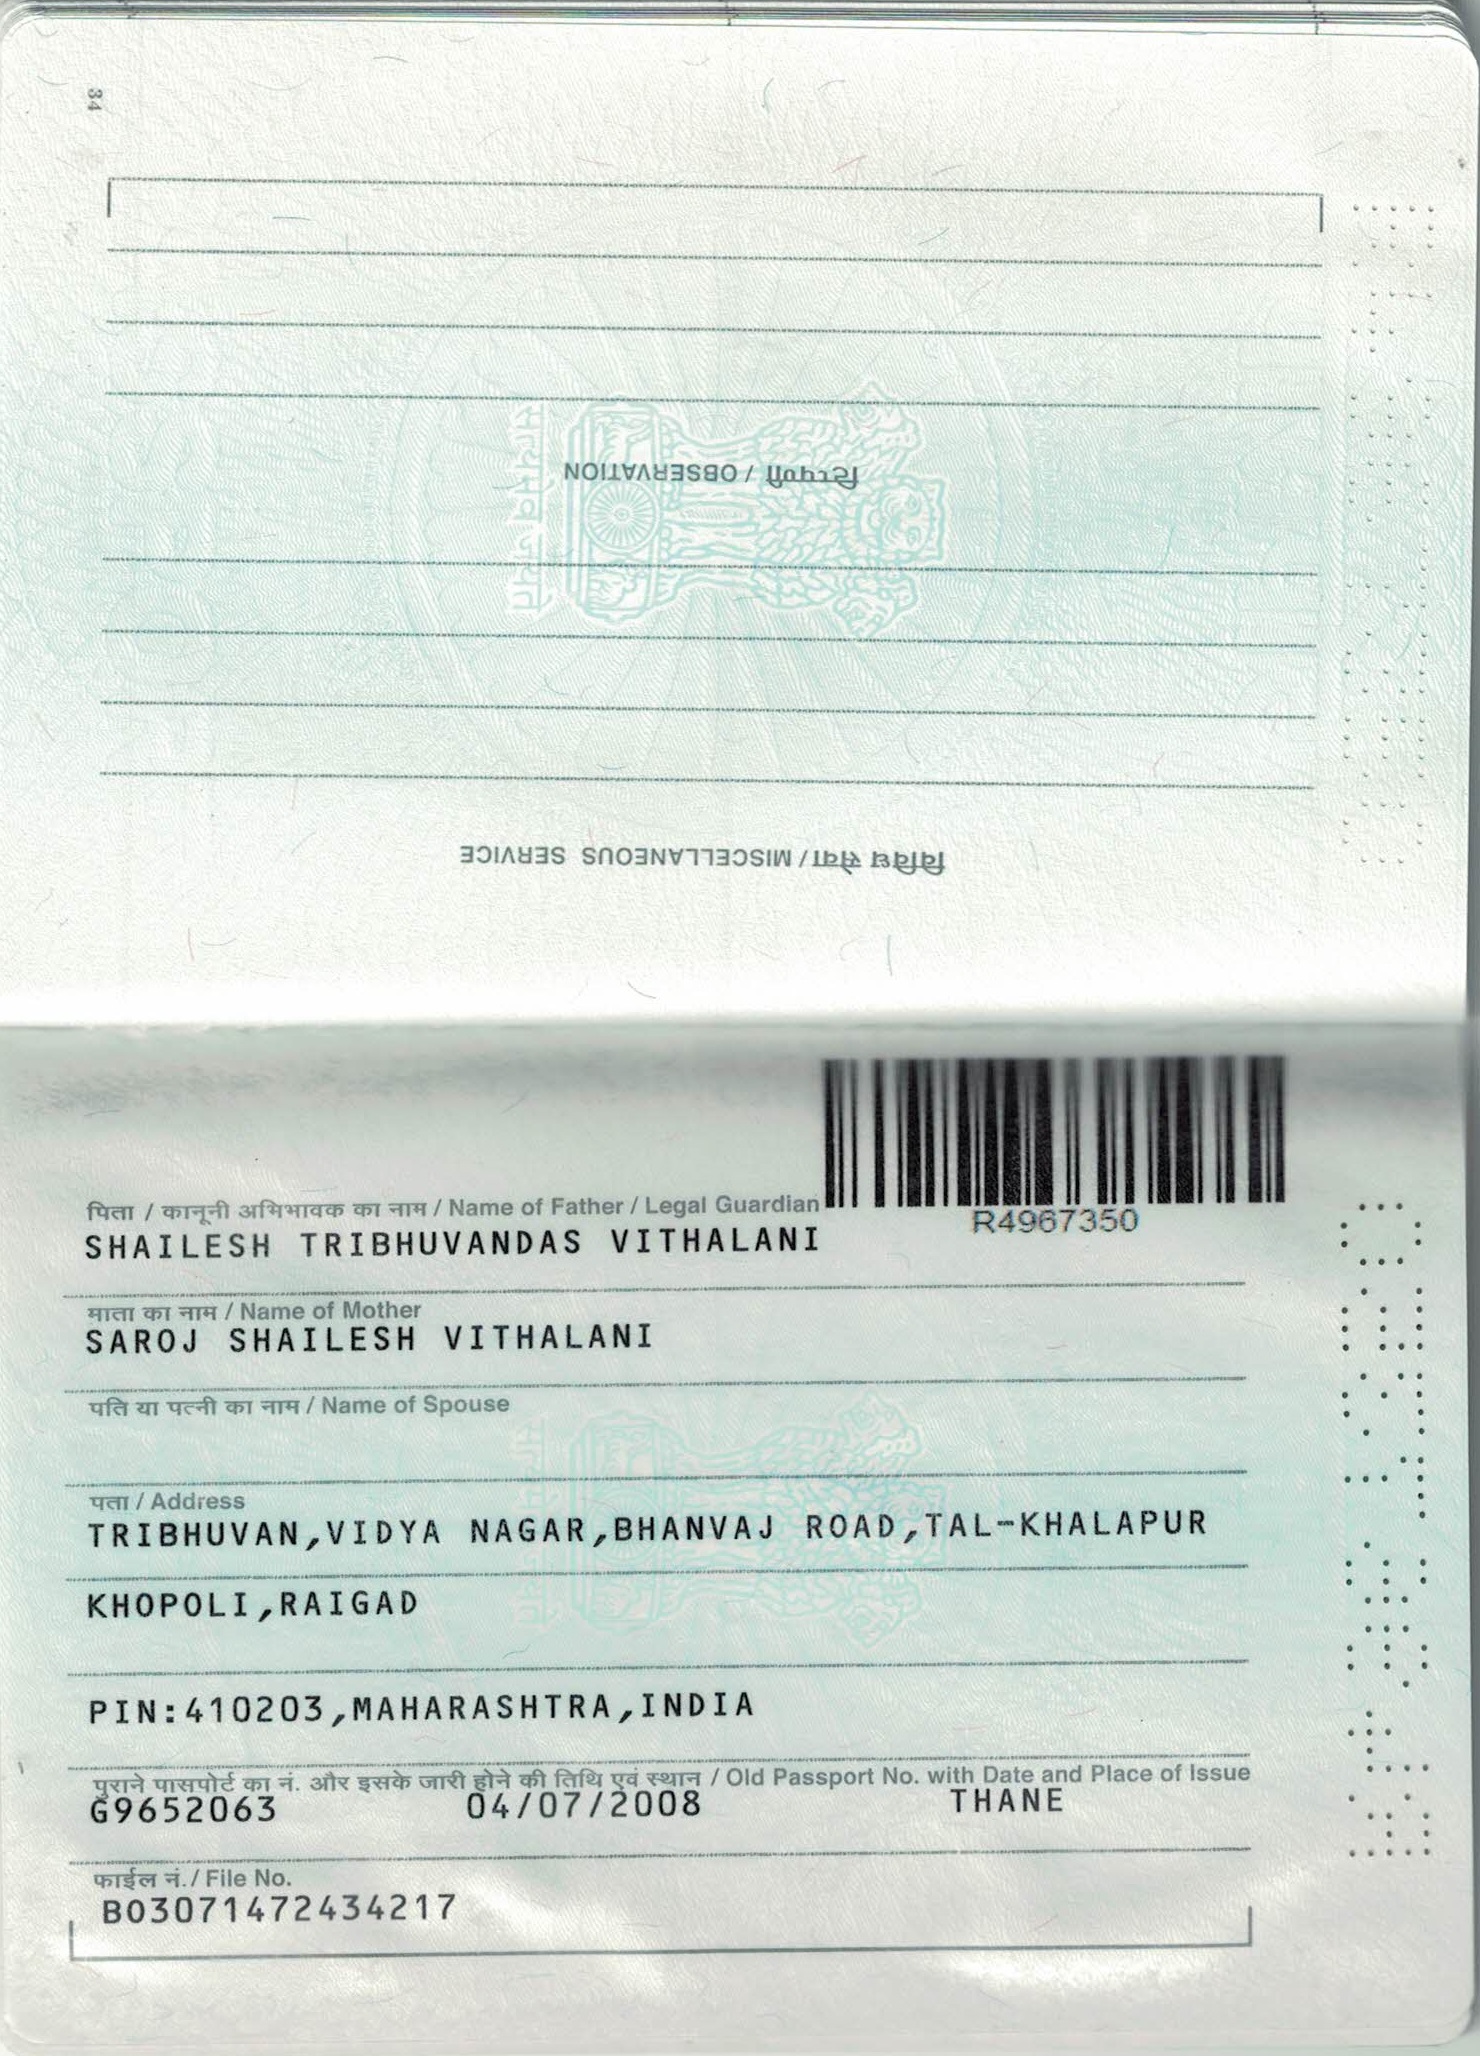 34
टिप्पणी / OBSERVATION
विविध सेवा / MISCELLANEOUS SERVICE
R4967350
पिता / कानूनी अभिभावक का नाम / Name of Father / Legal Guardian
SHAILESH TRIBHUVANDAS VITHALANI
माता का नाम / Name of Mother
SAROJ SHAILESH VITHALANI
पति या पत्नी का नाम / Name of Spouse
पता / Address
TRIBHUVAN,VIDYA NAGAR,BHANVAJ ROAD,TAL-KHALAPUR
KHOPOLI,RAIGAD
PIN:410203,MAHARASHTRA,INDIA
पुराने पासपोर्ट का नं. और इसके जारी होने की तिथि एवं स्थान / Old Passport No. with Date and Place of Issue
G9652063 04/07/2008 THANE
फाईल नं./ File No.
B03071472434217
सत्यमेव जयते